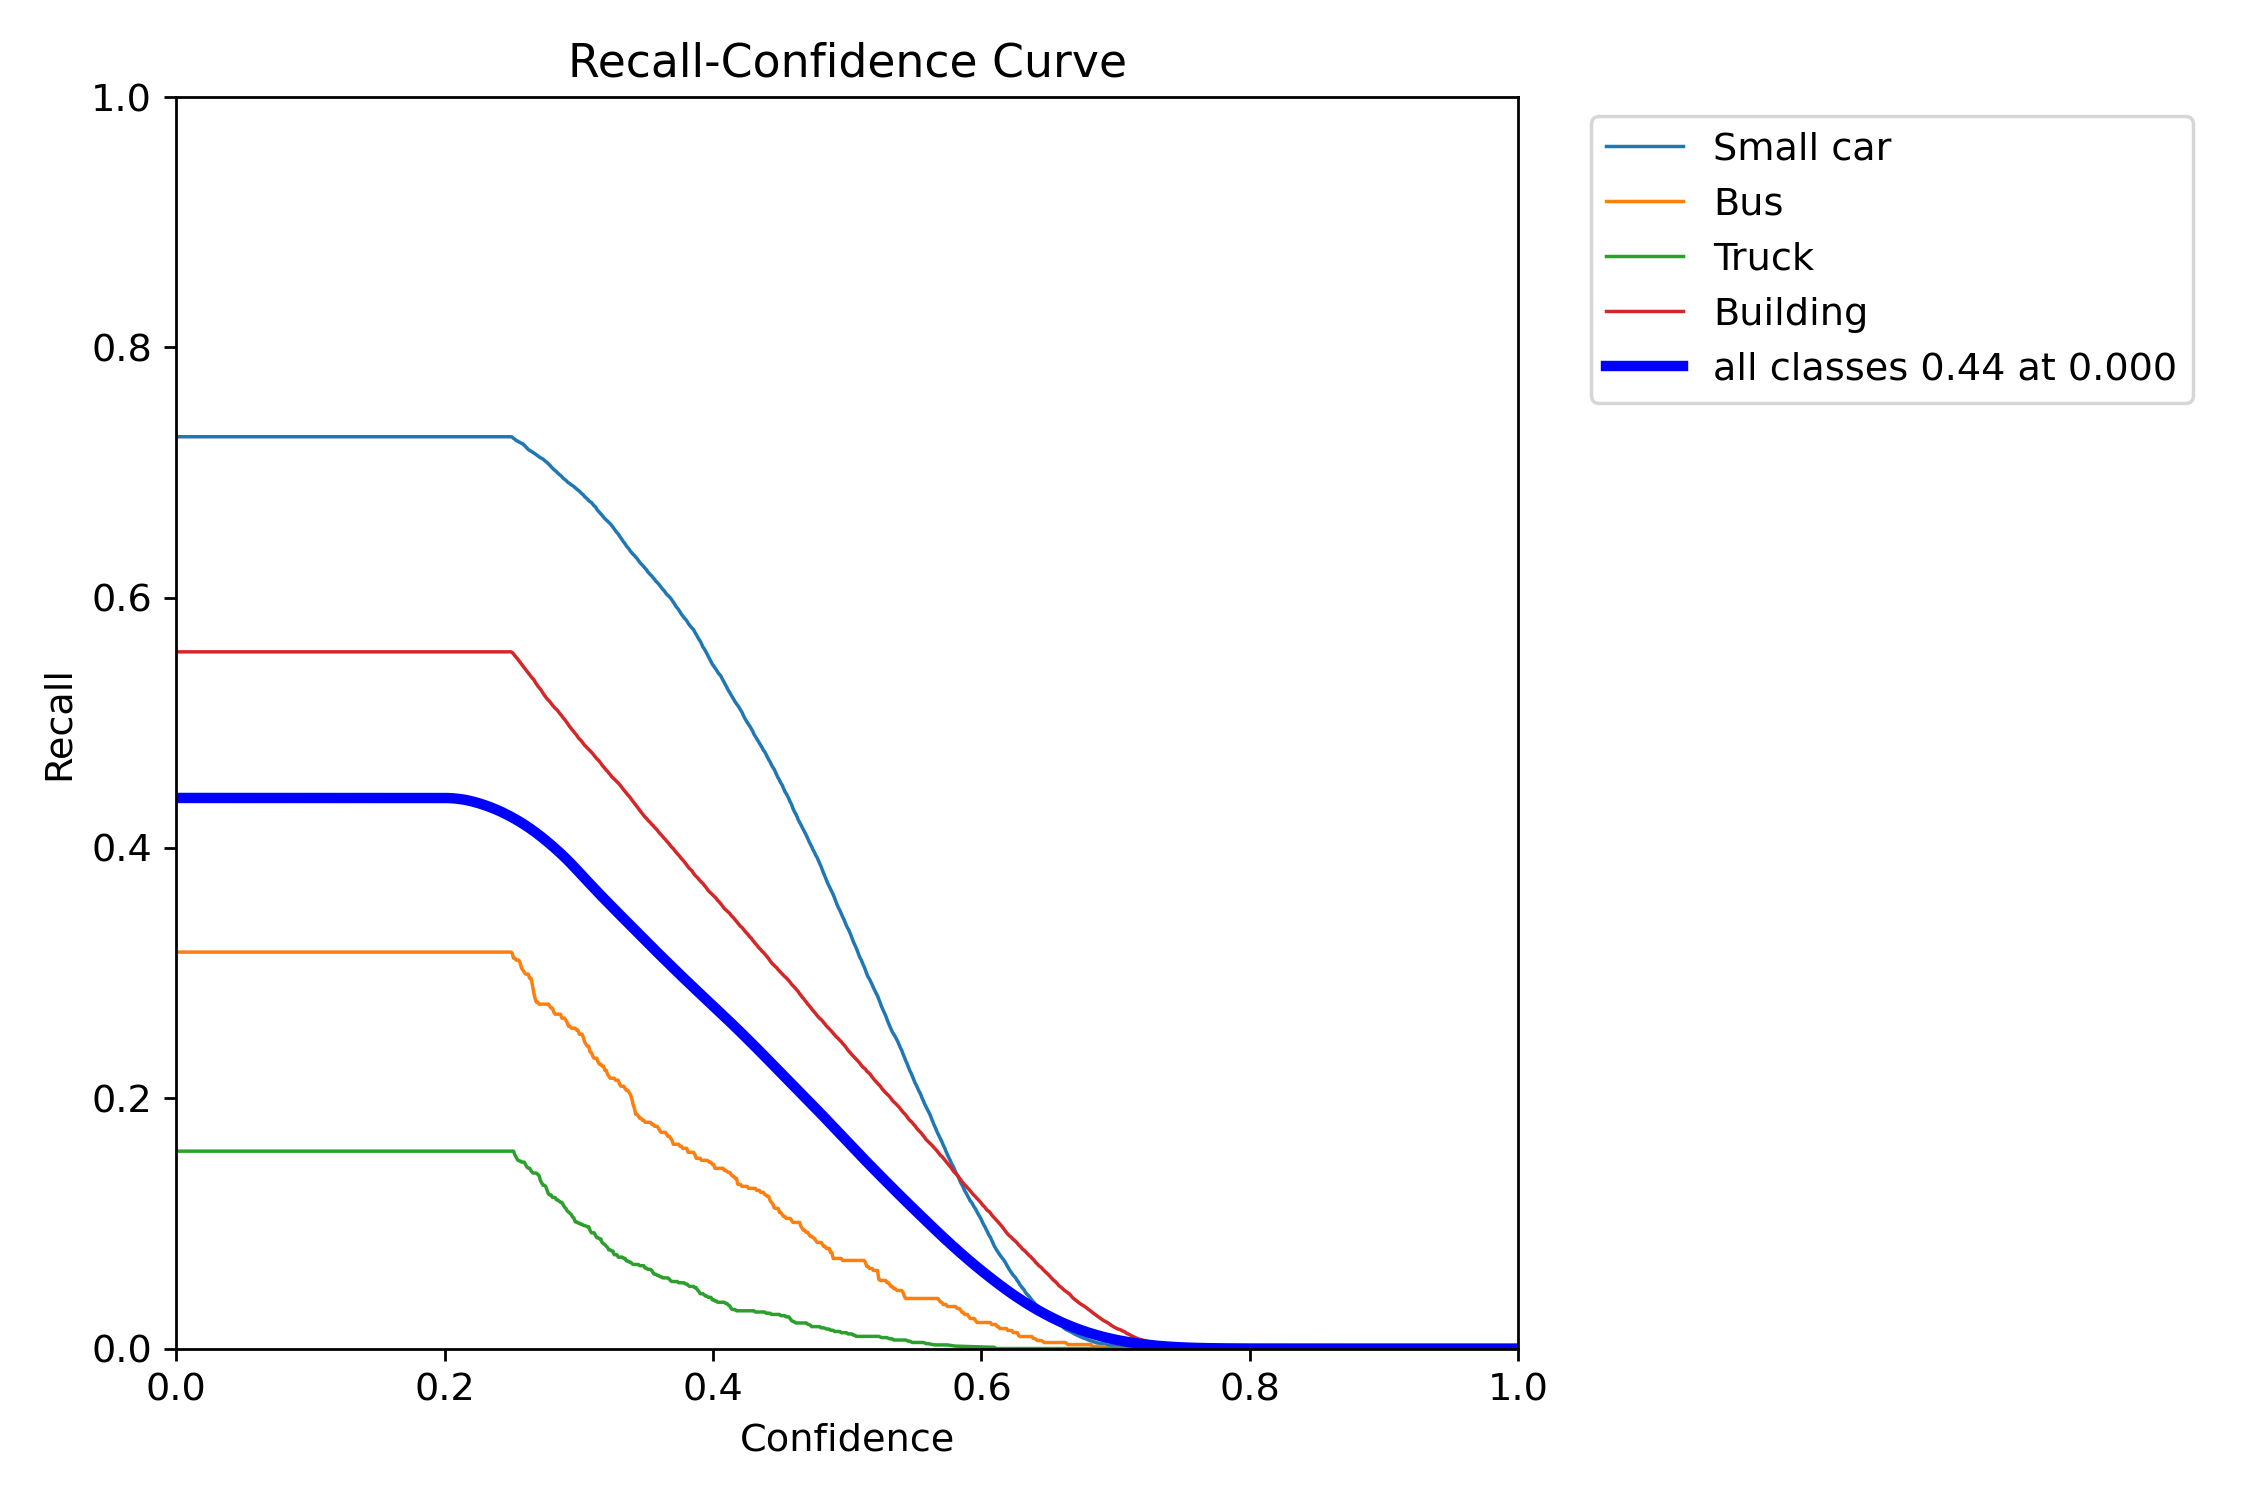 Recall-Confidence Curve
1.0
0.8
0.6
0.4
0.2
0.0
Recall
0.0 0.2 0.4 0.6 0.8 1.0
Confidence
Small car
Bus
Truck
Building
all classes 0.44 at 0.000